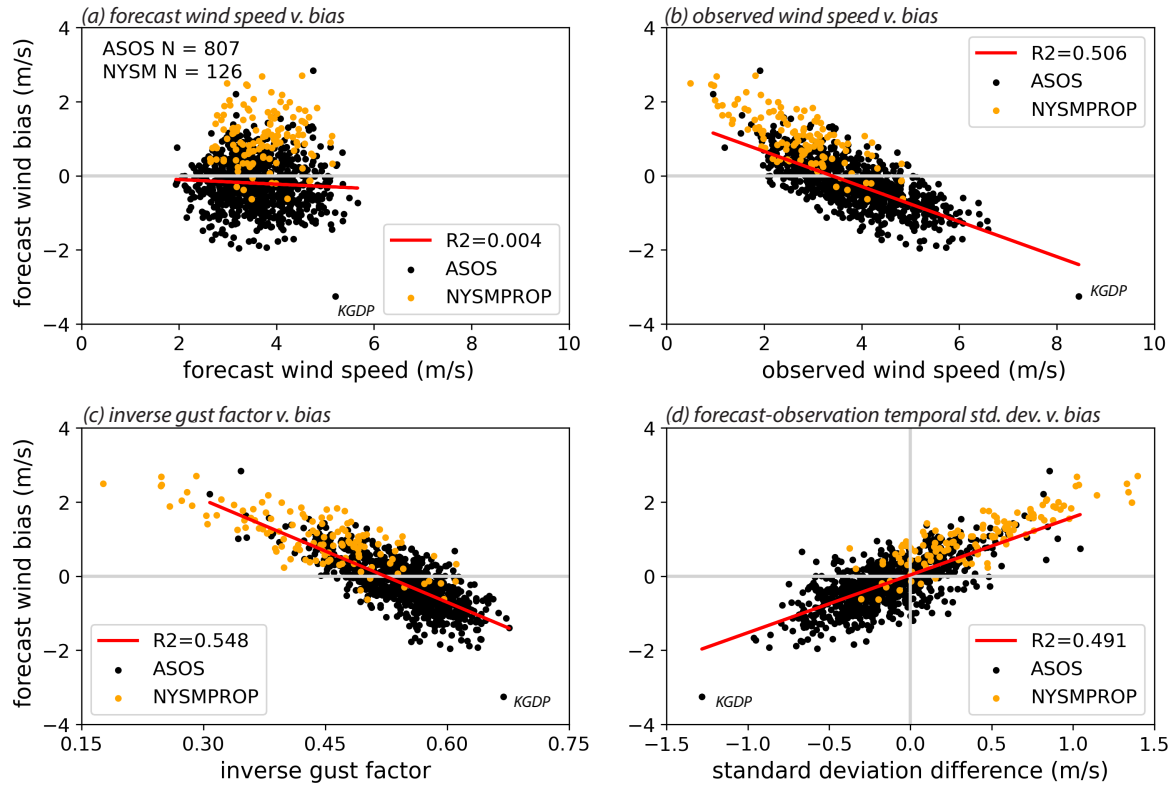 (a) forecast wind speed v. bias
ASOS N = 807
NYSM N = 126
4
2
0
−2
−4
forecast wind bias (m/s)
R2=0.004
ASOS
NYSMPROP
KGDP
0 2 4 6 8 10
forecast wind speed (m/s)
(b) observed wind speed v. bias
4
2
0
−2
−4
R2=0.506
ASOS
NYSMPROP
KGDP
0 2 4 6 8 10
observed wind speed (m/s)
(c) inverse gust factor v. bias
4
2
0
−2
−4
forecast wind bias (m/s)
R2=0.548
ASOS
NYSMPROP
KGDP
0.15 0.30 0.45 0.60 0.75
inverse gust factor
(d) forecast-observation temporal std. dev. v. bias
4
2
0
−2
−4
R2=0.491
ASOS
NYSMPROP
KGDP
−1.5 −1.0 −0.5 0.0 0.5 1.0 1.5
standard deviation difference (m/s)